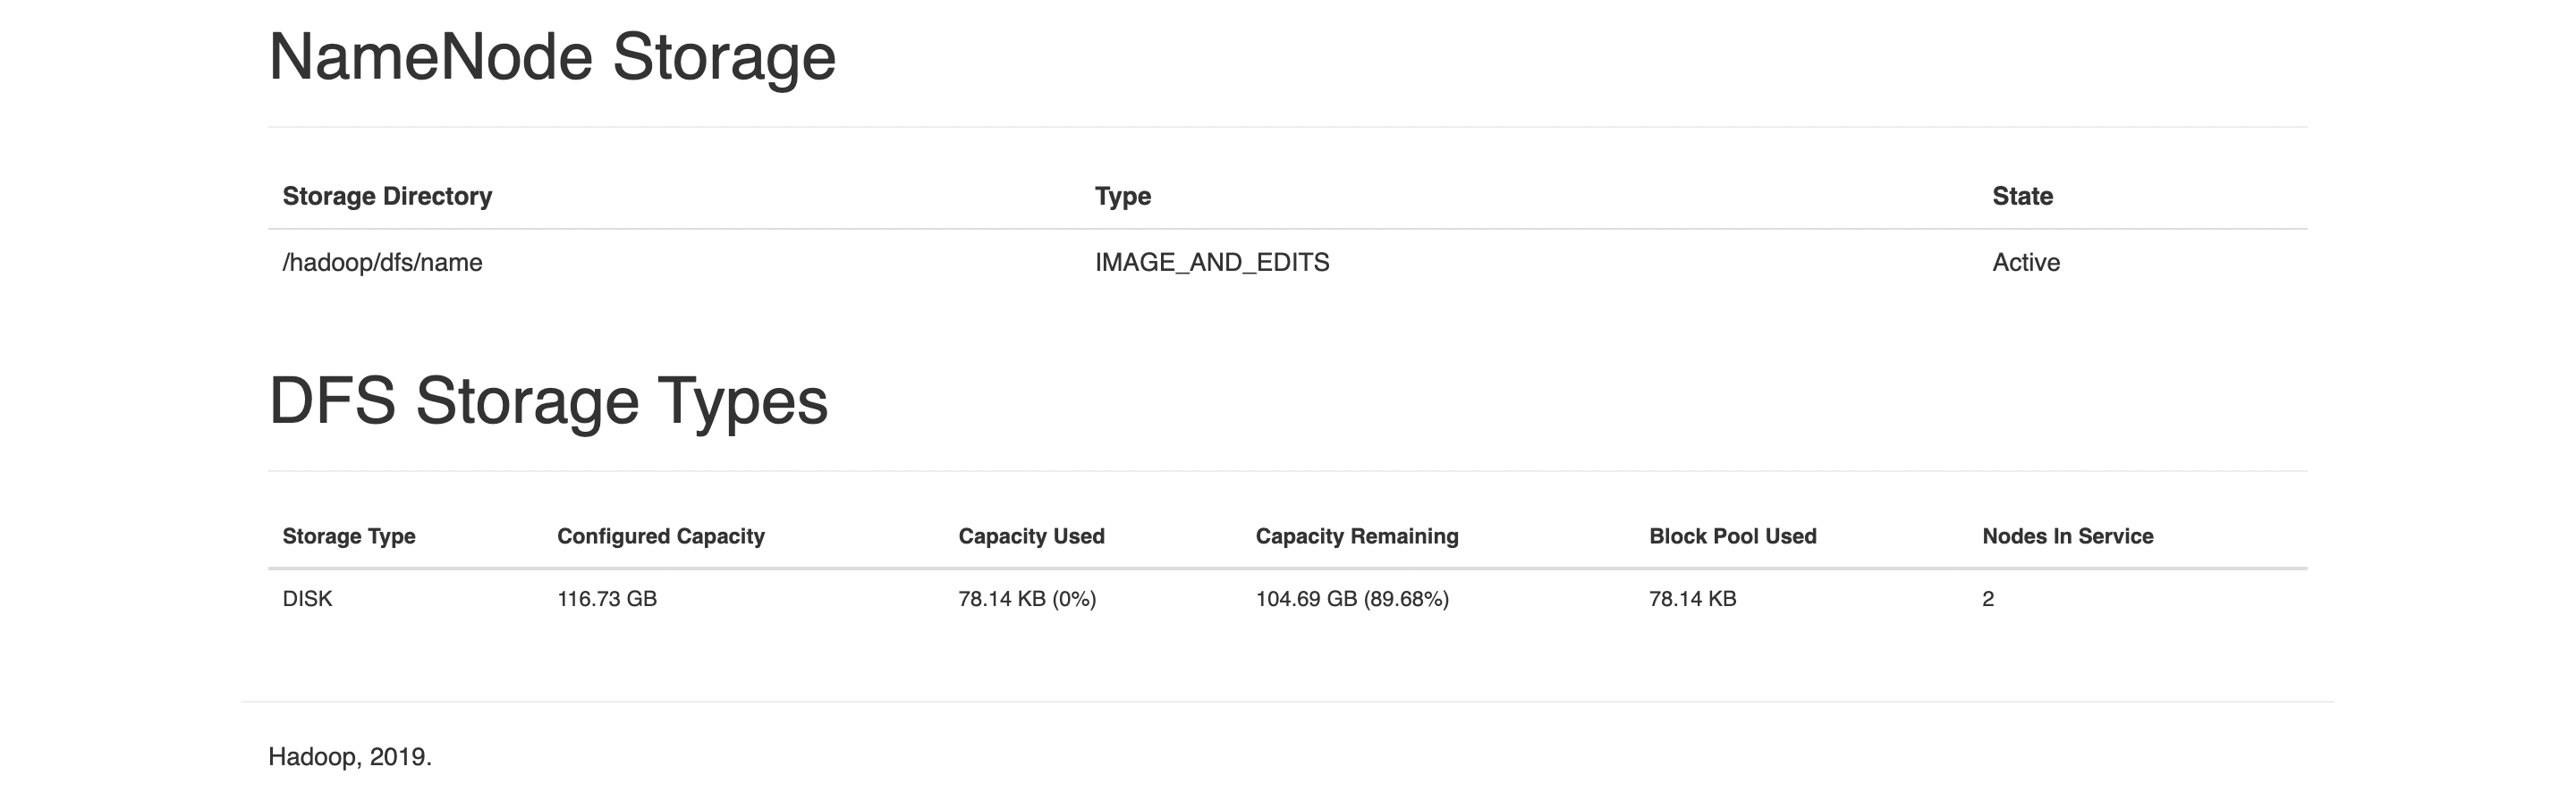 NameNode Storage
Storage Directory Type State
/hadoop/dfs/name IMAGE_AND_EDITS Active
DFS Storage Types
Storage Type Configured Capacity Capacity Used Capacity Remaining Block Pool Used Nodes In Service
DISK 116.73 GB 78.14 KB (0%) 104.69 GB (89.68%) 78.14 KB 2
Hadoop, 2019.